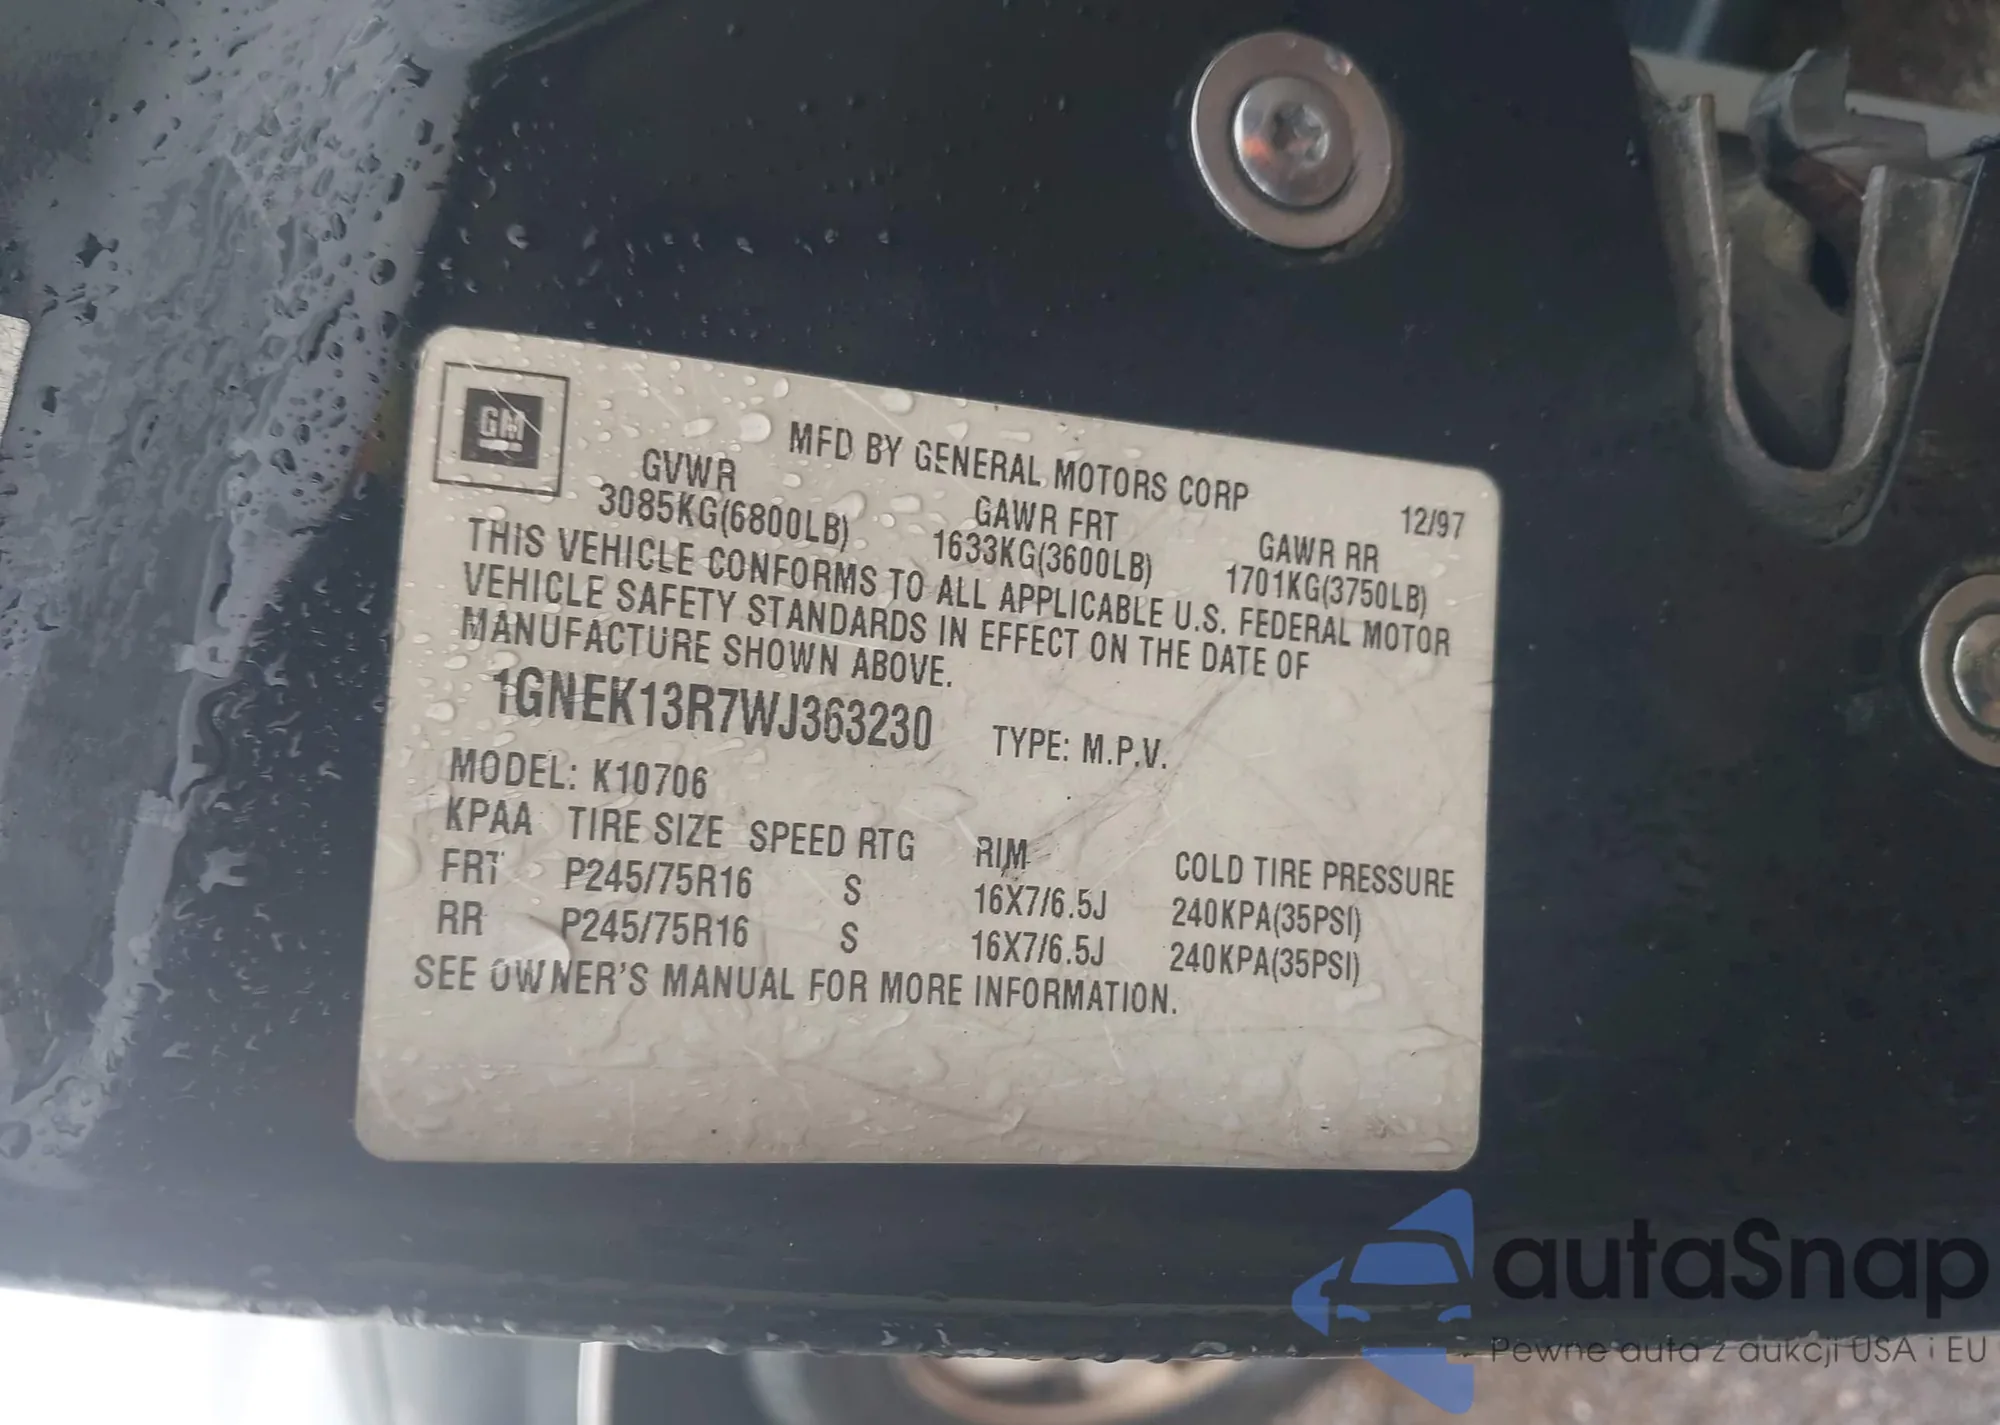 GM
MFD BY GENERAL MOTORS CORP
12/97
GVWR GAWR FRT GAWR RR
3085KG(6800LB) 1633KG(3600LB) 1701KG(3750LB)
THIS VEHICLE CONFORMS TO ALL APPLICABLE U.S. FEDERAL MOTOR
VEHICLE SAFETY STANDARDS IN EFFECT ON THE DATE OF
MANUFACTURE SHOWN ABOVE.
1GNEK13R7WJ363230 TYPE: M.P.V.
MODEL: K10706
KPAA TIRE SIZE SPEED RTG RIM COLD TIRE PRESSURE
FRT P245/75R16 S 16X7/6.5J 240KPA(35PSI)
RR P245/75R16 S 16X7/6.5J 240KPA(35PSI)
SEE OWNER'S MANUAL FOR MORE INFORMATION.
autaSnap
Pewne auta z aukcji USA i EU